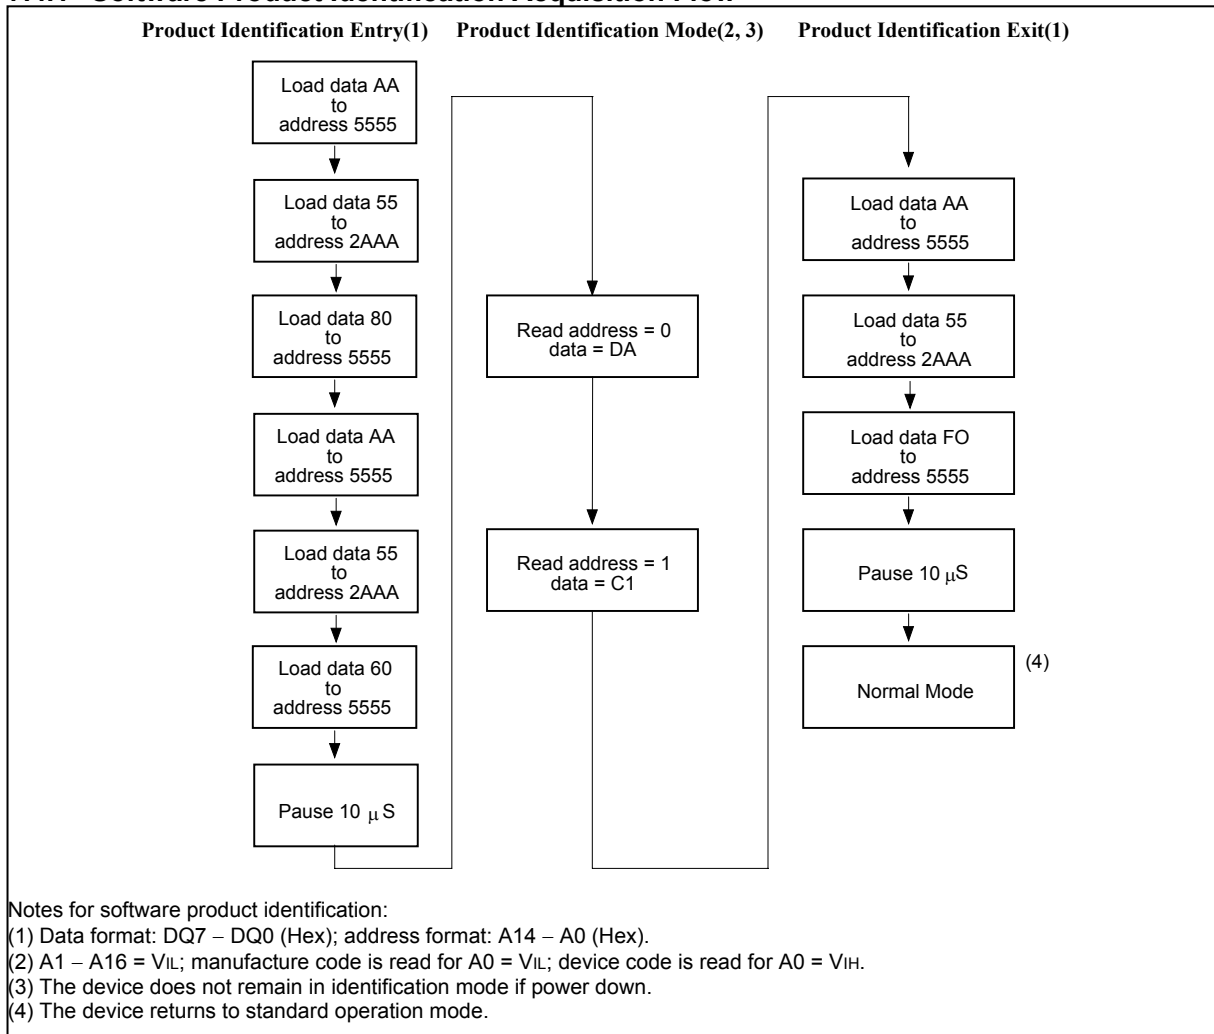 Product Identification Entry(1)
Product Identification Mode(2, 3)
Product Identification Exit(1)
Load data AA
to
address 5555
Load data 55
to
address 2AAA
Load data 80
to
address 5555
Load data AA
to
address 5555
Load data 55
to
address 2AAA
Load data 60
to
address 5555
Pause 10 μ S
Read address = 0
data = DA
Read address = 1
data = C1
Load data AA
to
address 5555
Load data 55
to
address 2AAA
Load data FO
to
address 5555
Pause 10 μS
Normal Mode
(4)
Notes for software product identification:
(1) Data format: DQ7 – DQ0 (Hex); address format: A14 – A0 (Hex).
(2) A1 – A16 = VIL; manufacture code is read for A0 = VIL; device code is read for A0 = VIH.
(3) The device does not remain in identification mode if power down.
(4) The device returns to standard operation mode.